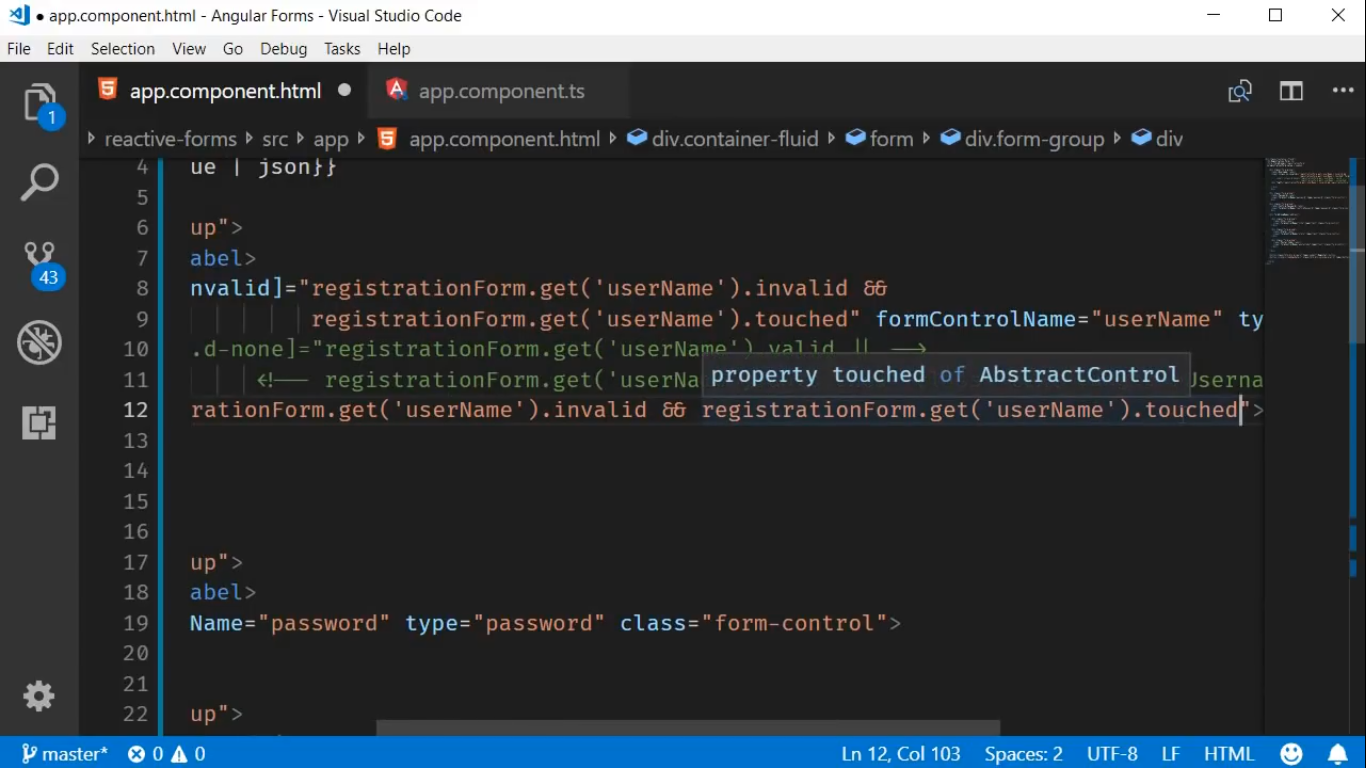 app.component.html - Angular Forms - Visual Studio Code
File Edit Selection View Go Debug Tasks Help
app.component.html app.component.ts
1
reactive-forms src app app.component.html div.container-fluid form div.form-group div
4 ue | json}}
5
6 up">
7 abel>
8 nvalid]="registrationForm.get('userName').invalid &&
9 registrationForm.get('userName').touched" formControlName="userName" ty
43
10 .d-none]="registrationForm.get('userName').valid || -->
property touched of AbstractControl
11 <!-- registrationForm.get('userNa Userna
12 rationForm.get('userName').invalid && registrationForm.get('userName').touched">
13
14
15
16
17 up">
18 abel>
19 Name="password" type="password" class="form-control">
20
21
22 up">
master* 0 0 Ln 12, Col 103 Spaces: 2 UTF-8 LF HTML